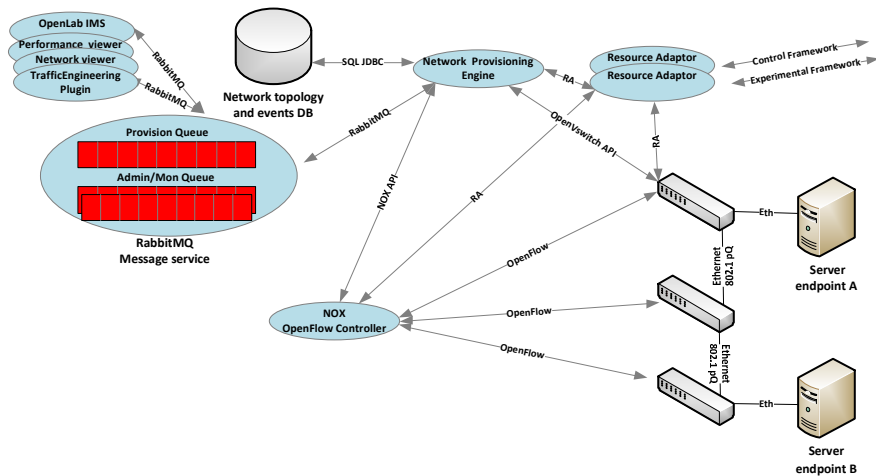 OpenLab IMS
Performance viewer
Network viewer
TrafficEngineering
Plugin
RabbitMQ
RabbitMQ
SQL JDBC
Network topology
and events DB
Network Provisioning
Engine
RA
Resource Adaptor
Resource Adaptor
Control Framework
Experimental Framework
Provision Queue
Admin/Mon Queue
RabbitMQ
Message service
RabbitMQ
NOX API
RA
OpenVswitch API
RA
Eth
Server
endpoint A
Ethernet
802.1 pQ
OpenFlow
OpenFlow
OpenFlow
NOX
OpenFlow Controller
Ethernet
802.1 pQ
Eth
Server
endpoint B